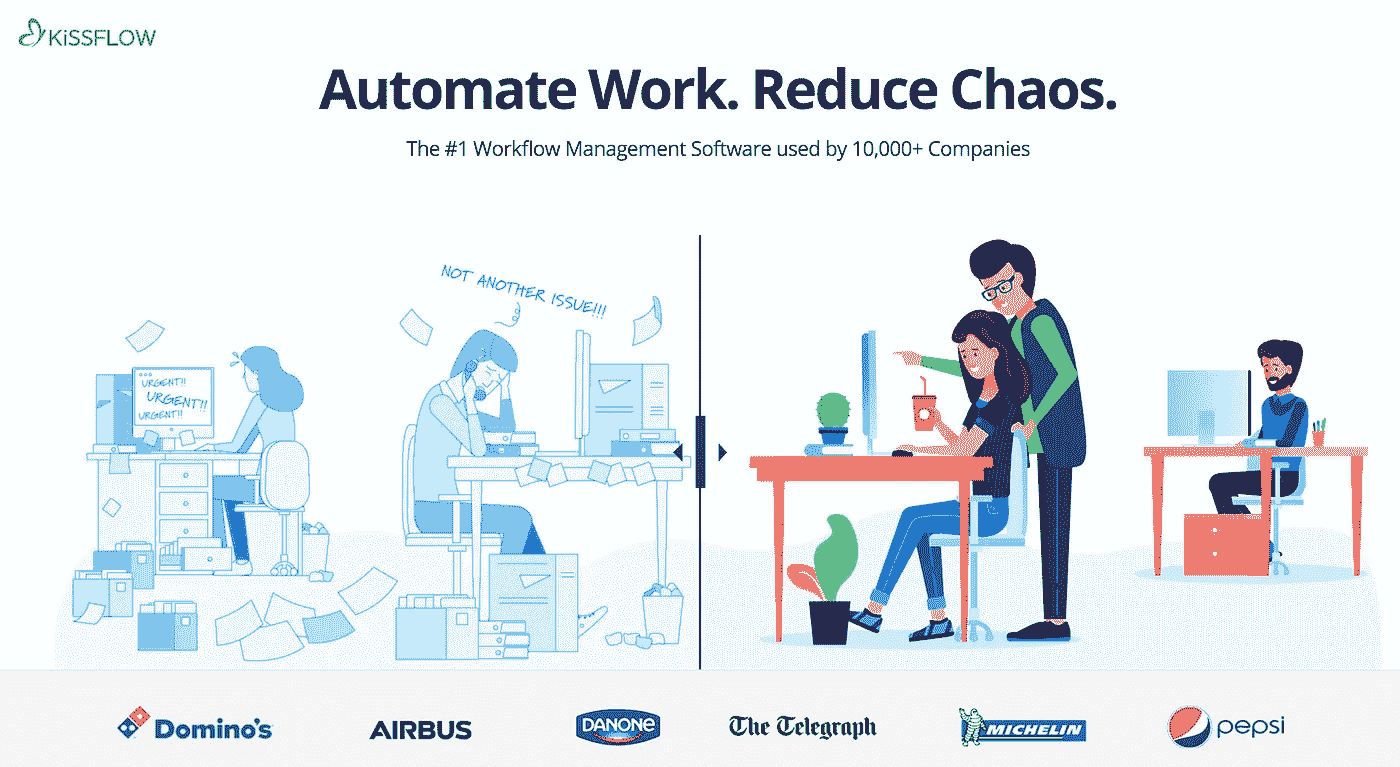 KiSSFLOW
Automate Work. Reduce Chaos.
The #1 Workflow Management Software used by 10,000+ Companies
NOT ANOTHER ISSUE!!!
URGENT!!
URGENT!!
URGENT!!
Domino's
AIRBUS
DANONE
The Telegraph
MICHELIN
pepsi